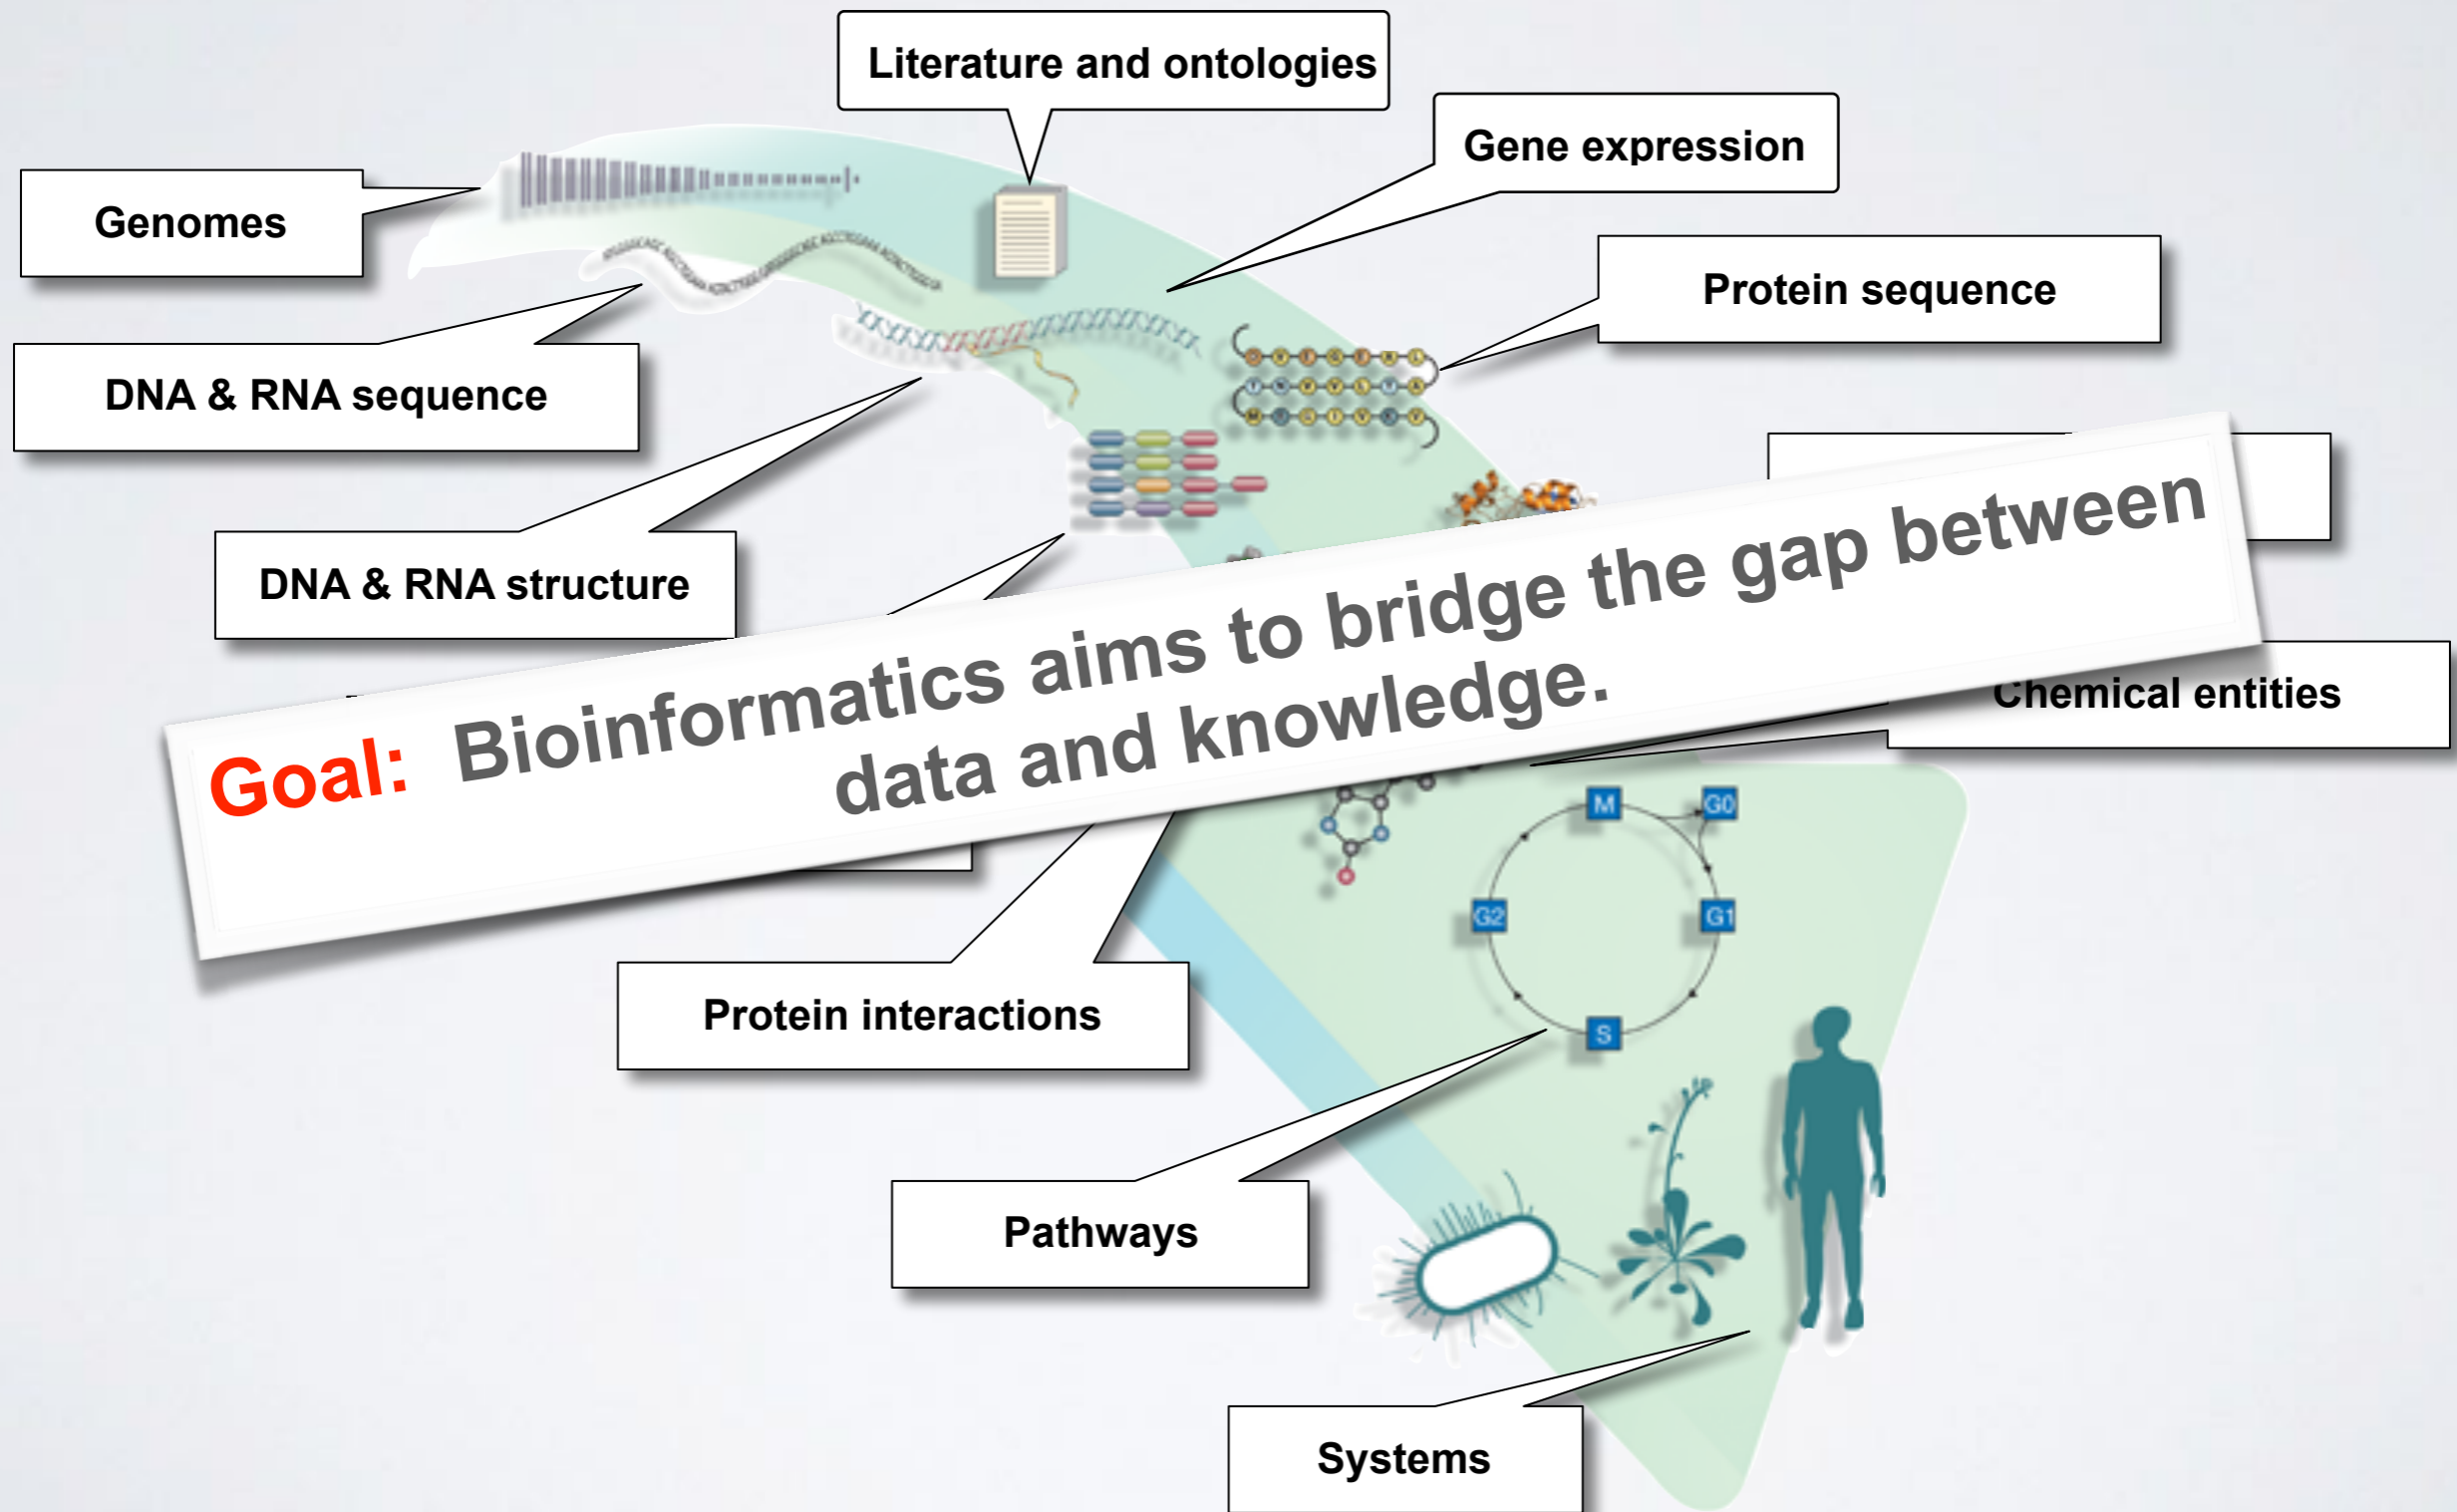 Literature and ontologies
Gene expression
Genomes
Protein sequence
DNA & RNA sequence
DNA & RNA structure
Goal: Bioinformatics aims to bridge the gap between
data and knowledge.
Chemical entities
M
G0
G2
G1
S
Protein interactions
Pathways
Systems